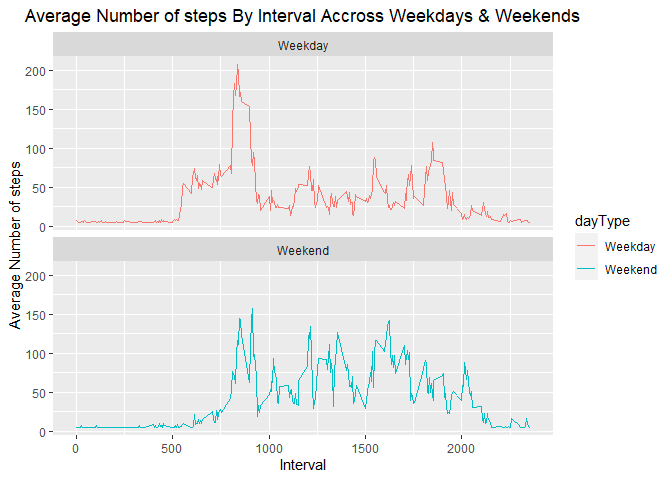 Average Number of steps By Interval Accross Weekdays & Weekends
Weekday
200
150
100
50
0
Weekend
200
150
100
50
0
0
500
1000
1500
2000
Interval
Average Number of steps
dayType
Weekday
Weekend